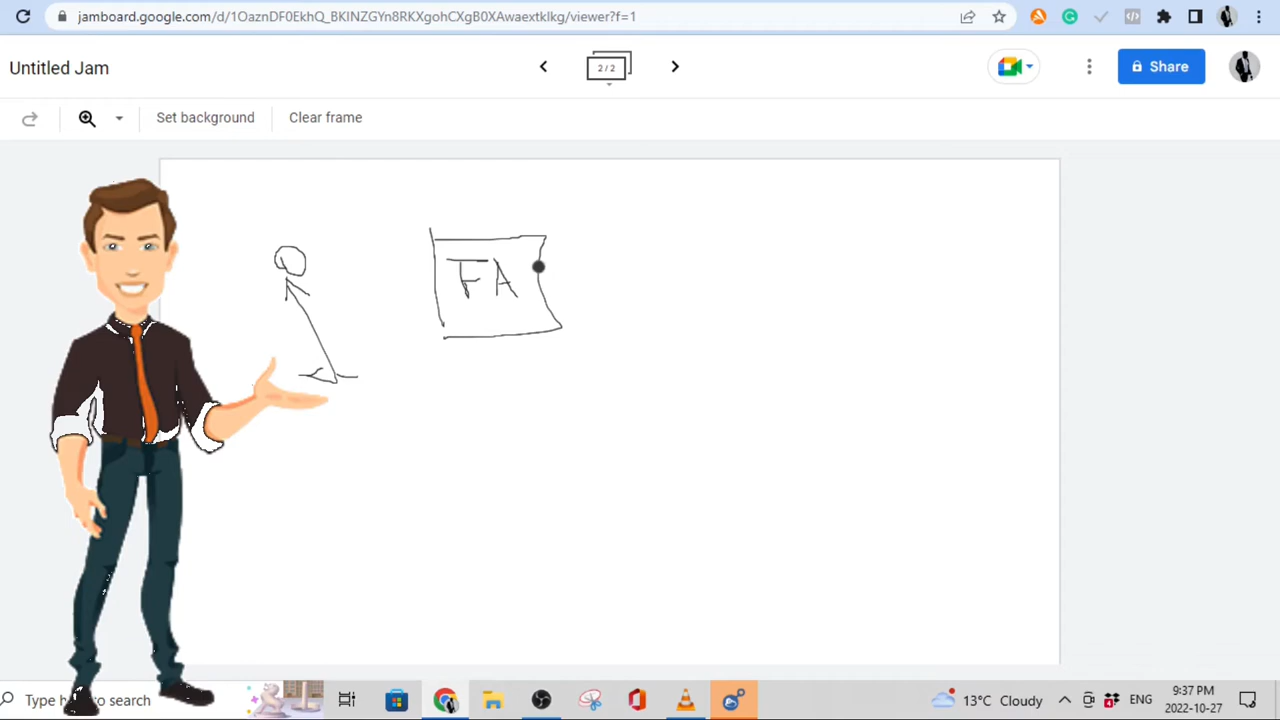 jamboard.google.com/d/1OaznDF0EkhQ_BKINZGYn8RKXgohCXgB0XAwaextklkg/viewer?f=1
Untitled Jam
2 / 2
Share
Set background
Clear frame
FA
Type here to search
13°C Cloudy
ENG
9:37 PM
2022-10-27